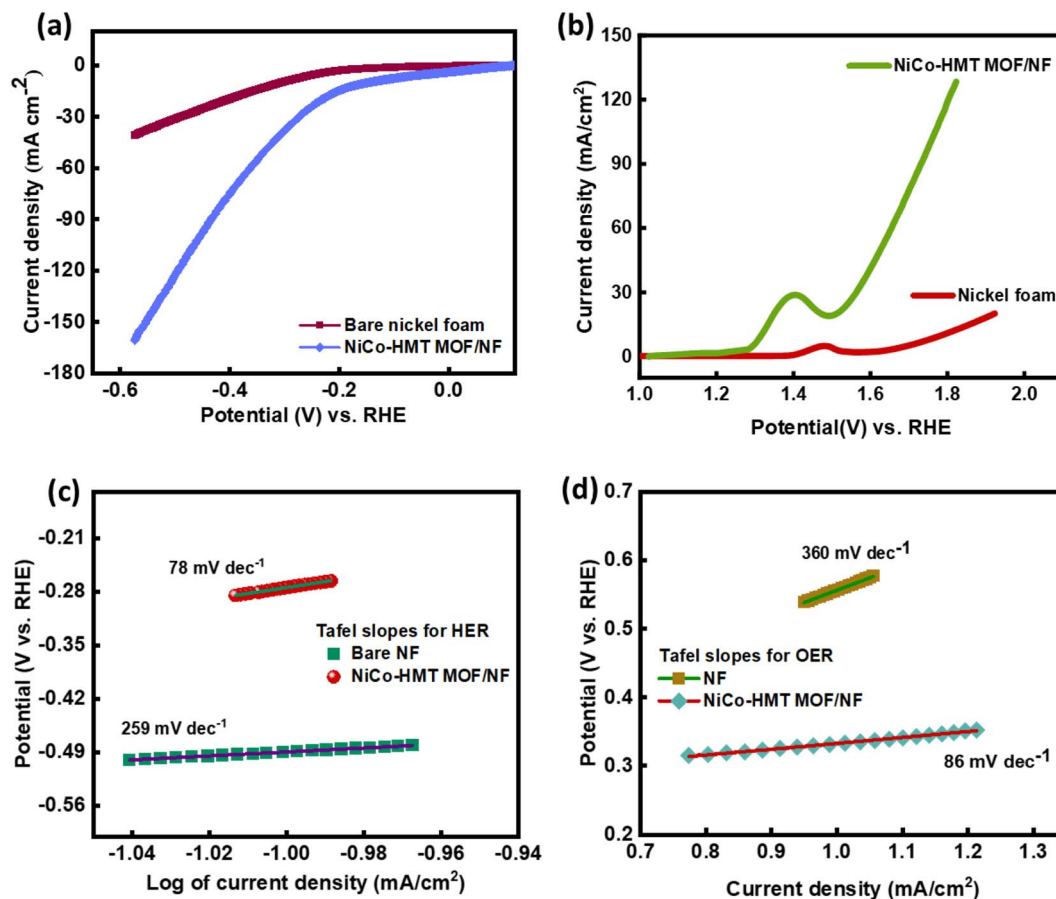 (a)
0
-30
-60
-90
-120
-150
-180
Current density (mA cm-2)
Bare nickel foam
NiCo-HMT MOF/NF
-0.6
-0.4
-0.2
0.0
Potential (V) vs. RHE
(b)
150
120
90
60
30
0
Current density (mA/cm2)
NiCo-HMT MOF/NF
Nickel foam
1.0
1.2
1.4
1.6
1.8
2.0
Potential(V) vs. RHE
(c)
-0.21
-0.28
-0.35
-0.42
-0.49
-0.56
Potential (V vs. RHE)
78 mV dec-1
Tafel slopes for HER
Bare NF
NiCo-HMT MOF/NF
259 mV dec-1
-1.04
-1.02
-1.00
-0.98
-0.96
-0.94
Log of current density (mA/cm2)
(d)
0.7
0.6
0.5
0.4
0.3
0.2
Potential (V vs. RHE)
360 mV dec-1
Tafel slopes for OER
NF
NiCo-HMT MOF/NF
86 mV dec-1
0.7
0.8
0.9
1.0
1.1
1.2
1.3
Current density (mA/cm2)